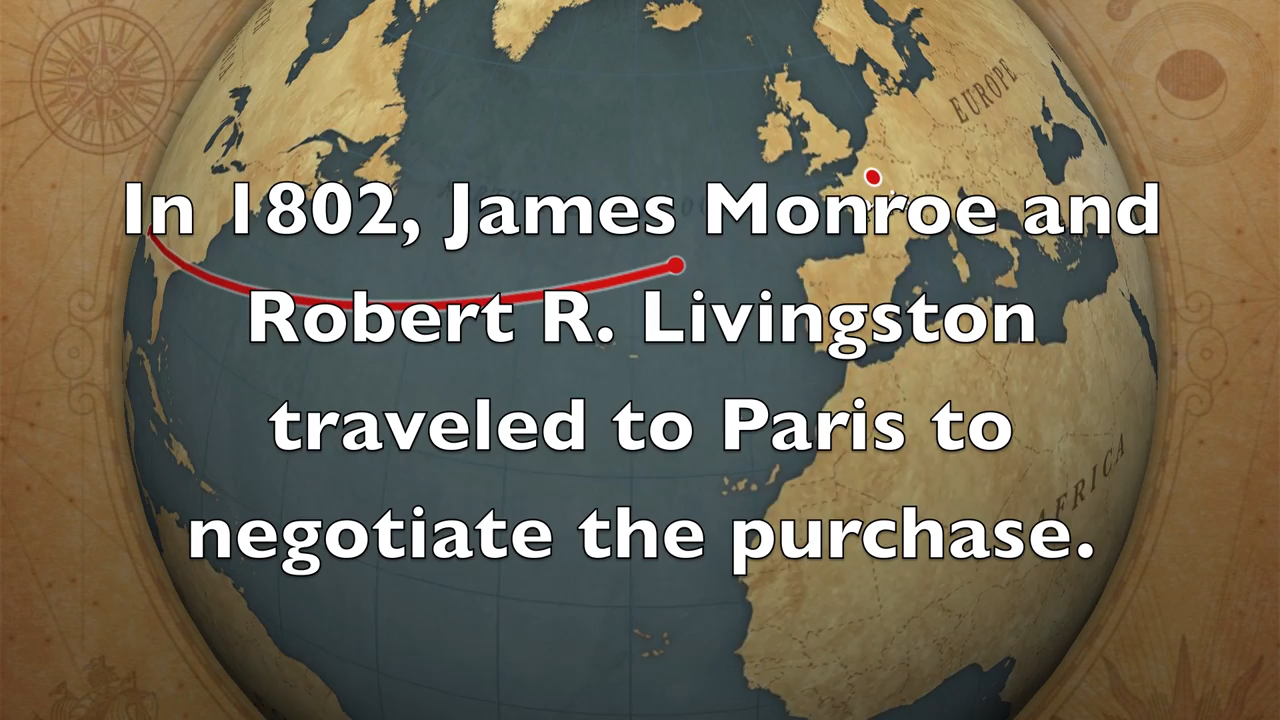 In 1802, James Monroe and
Robert R. Livingston
traveled to Paris to
negotiate the purchase.
EUROPE
AFRICA